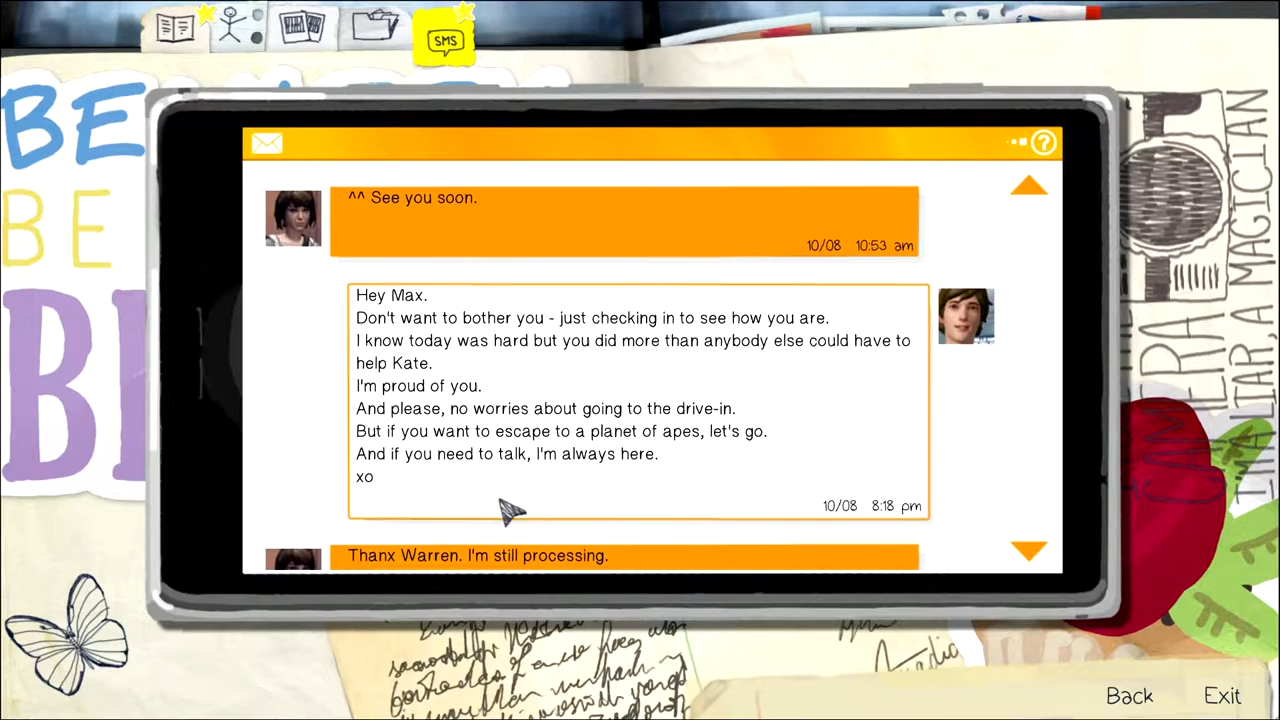 SMS
BE
BE
^^ See you soon.
10/08 10:53 am
Hey Max.
Don't want to bother you - just checking in to see how you are.
I know today was hard but you did more than anybody else could have to
help Kate.
I'm proud of you.
And please, no worries about going to the drive-in.
But if you want to escape to a planet of apes, let's go.
And if you need to talk, I'm always here.
xo
10/08 8:18 pm
Thanx Warren. I'm still processing.
I'M A LIAR, A MAGICIAN
Back Exit